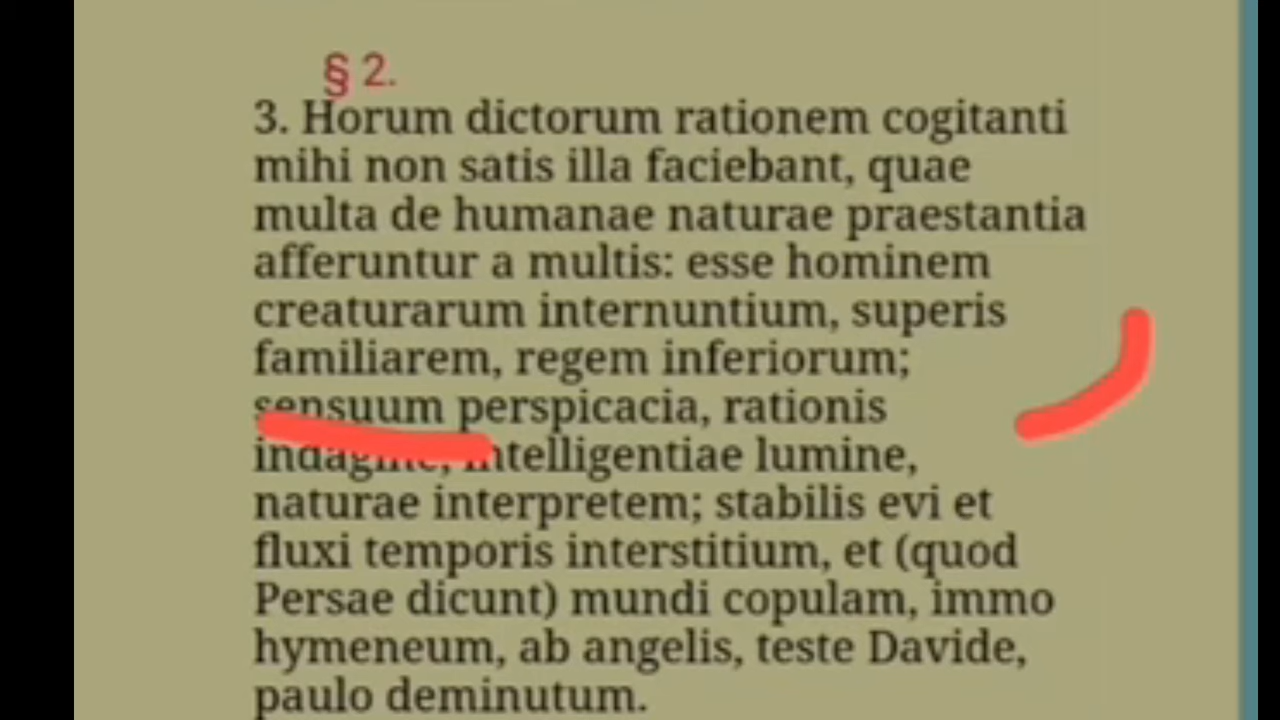 § 2.
3. Horum dictorum rationem cogitanti
mihi non satis illa faciebant, quae
multa de humanae naturae praestantia
afferuntur a multis: esse hominem
creaturarum internuntium, superis
familiarem, regem inferiorum;
sensuum perspicacia, rationis
indagine, intelligentiae lumine,
naturae interpretem; stabilis evi et
fluxi temporis interstitium, et (quod
Persae dicunt) mundi copulam, immo
hymeneum, ab angelis, teste Davide,
paulo deminutum.